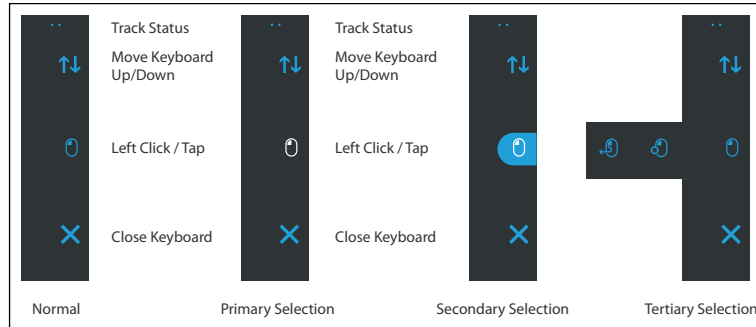 Track Status
Move Keyboard
Up/Down
Left Click / Tap
Close Keyboard
Track Status
Move Keyboard
Up/Down
Left Click / Tap
Close Keyboard
Normal
Primary Selection
Secondary Selection
Tertiary Selection